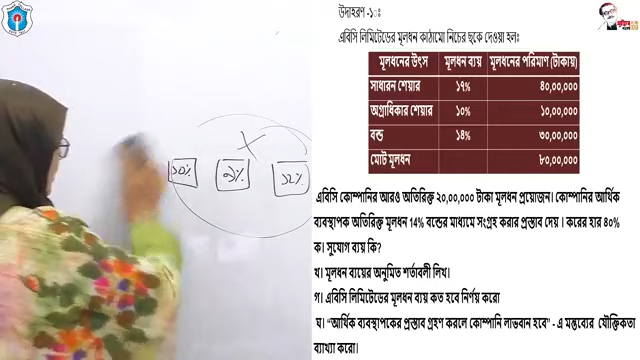 উদাহরণ -১ঃ
এবিসি লিমিটেডের মূলধন কাঠামো নিচের ছকে দেওয়া হলঃ
মূলধনের উৎস মূলধন ব্যয় মূলধনের পরিমাণ (টাকায়)
সাধারন শেয়ার ১৭% ৪০,০০,০০০
অগ্রাধিকার শেয়ার ১০% ১০,০০,০০০
বন্ড ১৪% ৩০,০০,০০০
মোট মূলধন ৮০,০০,০০০
১০% ৯% ১২%
এবিসি কোম্পানির আরও অতিরিক্ত ২০,০০,০০০ টাকা মূলধন প্রয়োজন। কোম্পানির আর্থিক
ব্যবস্থাপক অতিরিক্ত মূলধন 14% বন্ডের মাধ্যমে সংগ্রহ করার প্রস্তাব দেয়। করের হার ৪০%
ক। সুযোগ ব্যয় কি?
খ। মূলধন ব্যয়ের অনুমিত শর্তাবলী লিখ।
গ। এবিসি লিমিটেডের মূলধন ব্যয় কত হবে নির্ণয় করো
ঘ। “আর্থিক ব্যবস্থাপকের প্রস্তাব গ্রহণ করলে কোম্পানি লাভবান হবে” - এ মন্তব্যের যৌক্তিকতা
ব্যাখ্যা করো।